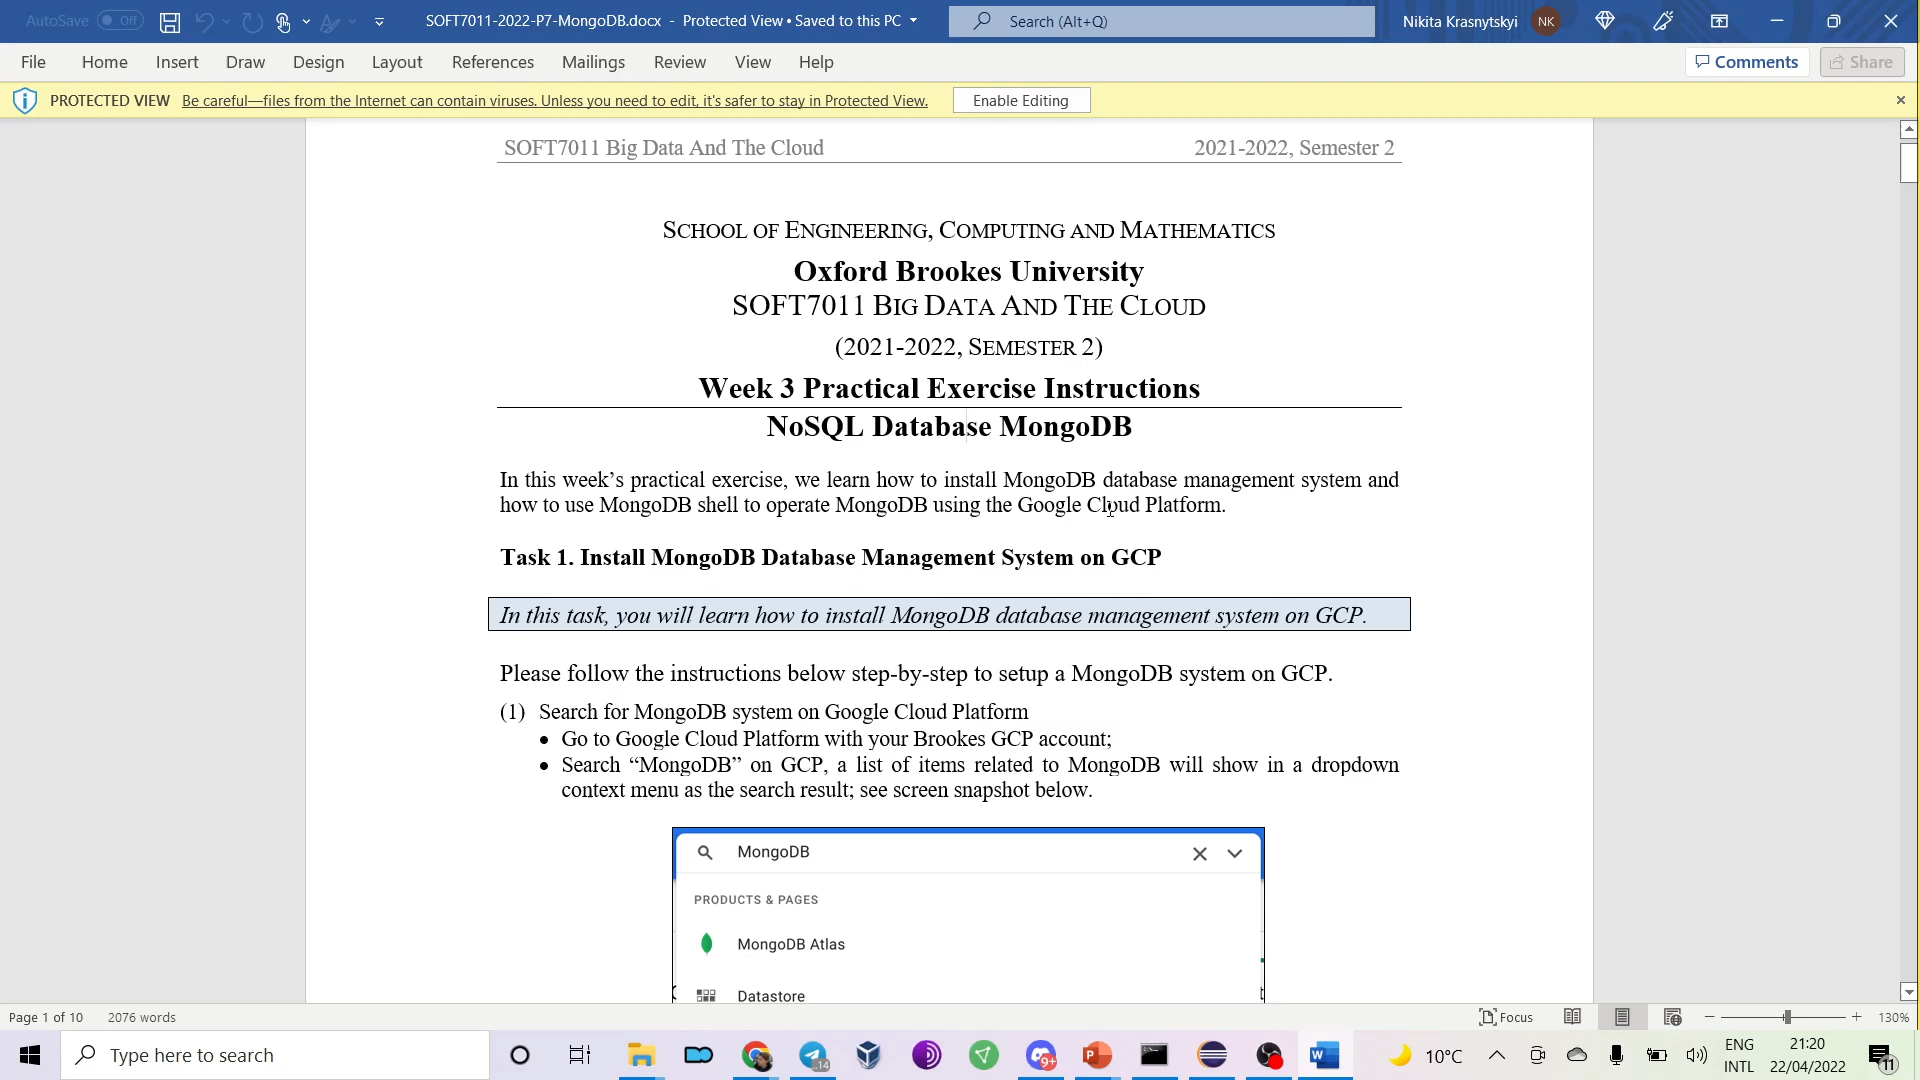 AutoSave Off SOFT7011-2022-P7-MongoDB.docx - Protected View • Saved to this PC Search (Alt+Q) Nikita Krasnytskyi NK
File Home Insert Draw Design Layout References Mailings Review View Help Comments Share
PROTECTED VIEW Be careful—files from the Internet can contain viruses. Unless you need to edit, it's safer to stay in Protected View. Enable Editing
SOFT7011 Big Data And The Cloud 2021-2022, Semester 2
SCHOOL OF ENGINEERING, COMPUTING AND MATHEMATICS
Oxford Brookes University
SOFT7011 BIG DATA AND THE CLOUD
(2021-2022, SEMESTER 2)
Week 3 Practical Exercise Instructions
NoSQL Database MongoDB
In this week's practical exercise, we learn how to install MongoDB database management system and
how to use MongoDB shell to operate MongoDB using the Google Cloud Platform.
Task 1. Install MongoDB Database Management System on GCP
In this task, you will learn how to install MongoDB database management system on GCP.
Please follow the instructions below step-by-step to setup a MongoDB system on GCP.
(1) Search for MongoDB system on Google Cloud Platform
• Go to Google Cloud Platform with your Brookes GCP account;
• Search “MongoDB” on GCP, a list of items related to MongoDB will show in a dropdown
context menu as the search result; see screen snapshot below.
MongoDB
PRODUCTS & PAGES
MongoDB Atlas
Datastore
Page 1 of 10 2076 words Focus 130%
Type here to search 14 9+ 10°C ENG 21:20
INTL 22/04/2022 11